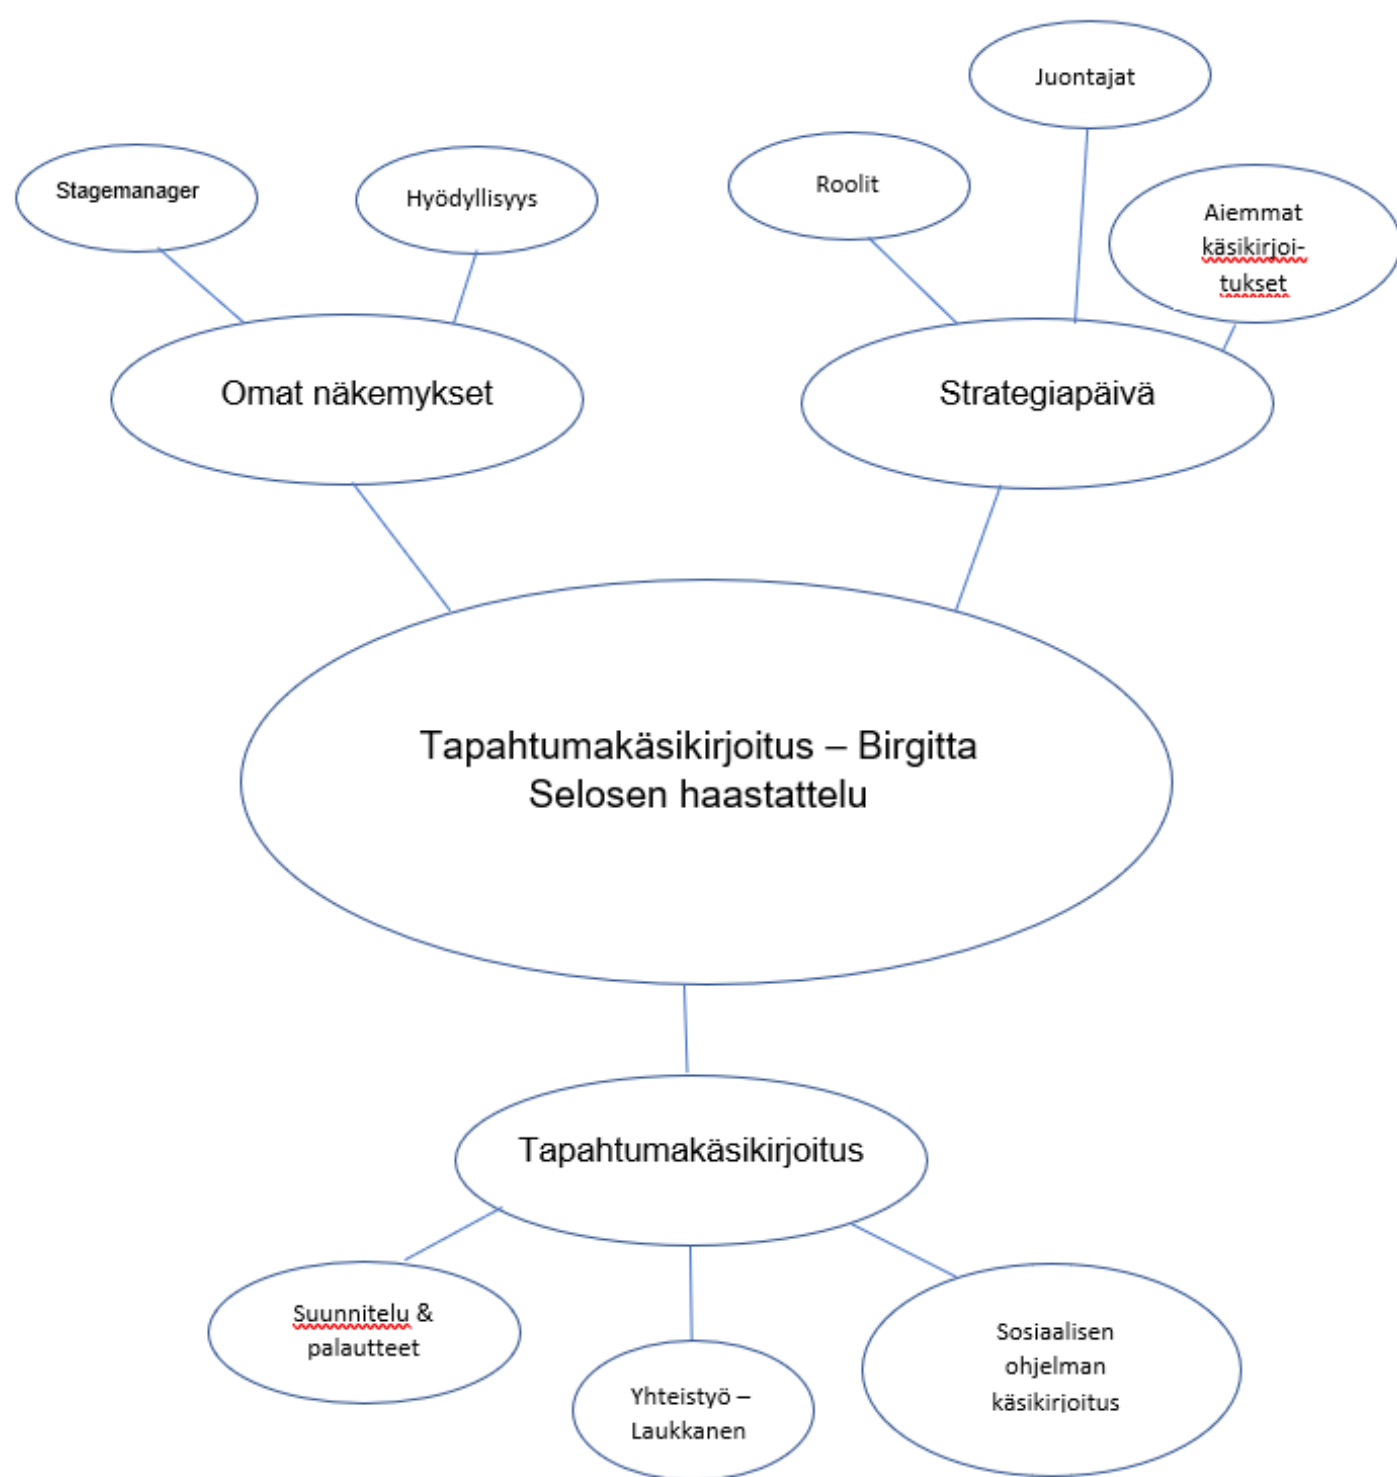 Juontajat
Stagemanager
Hyödyllisyys
Roolit
Aiemmat
käsikirjoi-
tukset
Omat näkemykset
Strategiapäivä
Tapahtumakäsikirjoitus – Birgitta
Selosen haastattelu
Tapahtumakäsikirjoitus
Suunnitelu &
palautteet
Yhteistyö –
Laukkanen
Sosiaalisen
ohjelman
käsikirjoitus